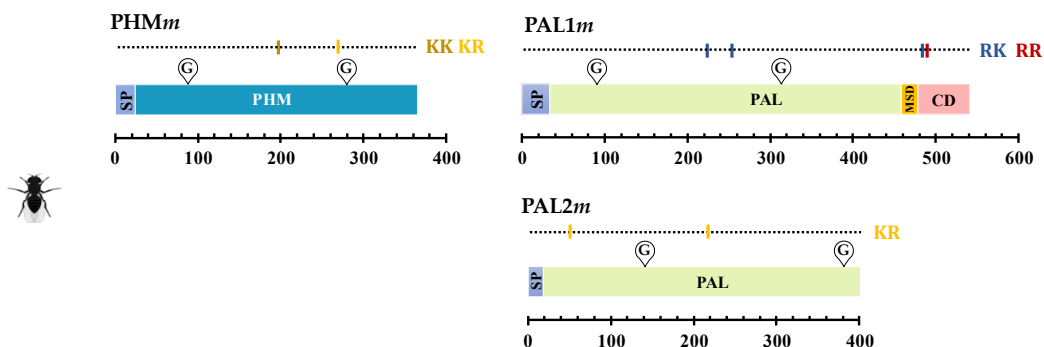 PHMm
KK KR
G G
SP PHM
0 100 200 300 400
PAL1m
RK RR
G G
SP PAL MSD CD
0 100 200 300 400 500 600
PAL2m
KR
G G
SP PAL
0 100 200 300 400